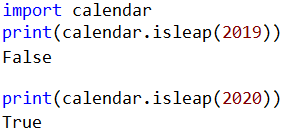 import calendar
print(calendar.isleap(2019))
False
print(calendar.isleap(2020))
True